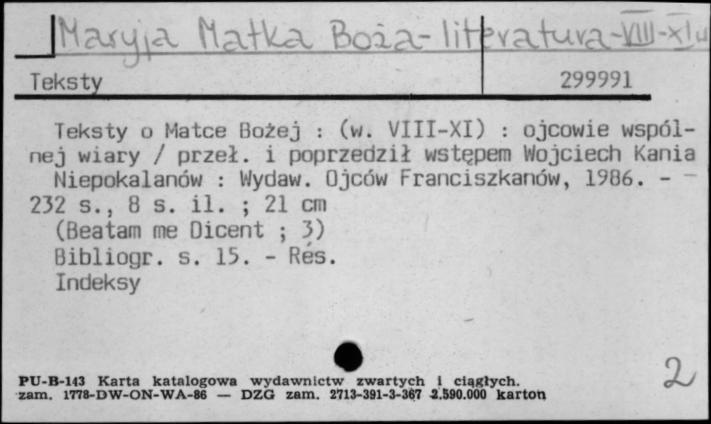 Maryja Matka Boża - literatura - VIII - XI w
Teksty 299991
Teksty o Matce Bożej : (w. VIII-XI) : ojcowie wspól-
nej wiary / przeł. i poprzedził wstępem Wojciech Kania
Niepokalanów : Wydaw. Ojców Franciszkanów, 1986. -
232 s., 8 s. il. ; 21 cm
(Beatam me Dicent ; 3)
Bibliogr. s. 15. - Rés.
Indeksy
2
PU-B-143 Karta katalogowa wydawnictw zwartych i ciągłych.
zam. 1778-DW-ON-WA-86 — DZG zam. 2713-391-3-367 2.590.000 karton